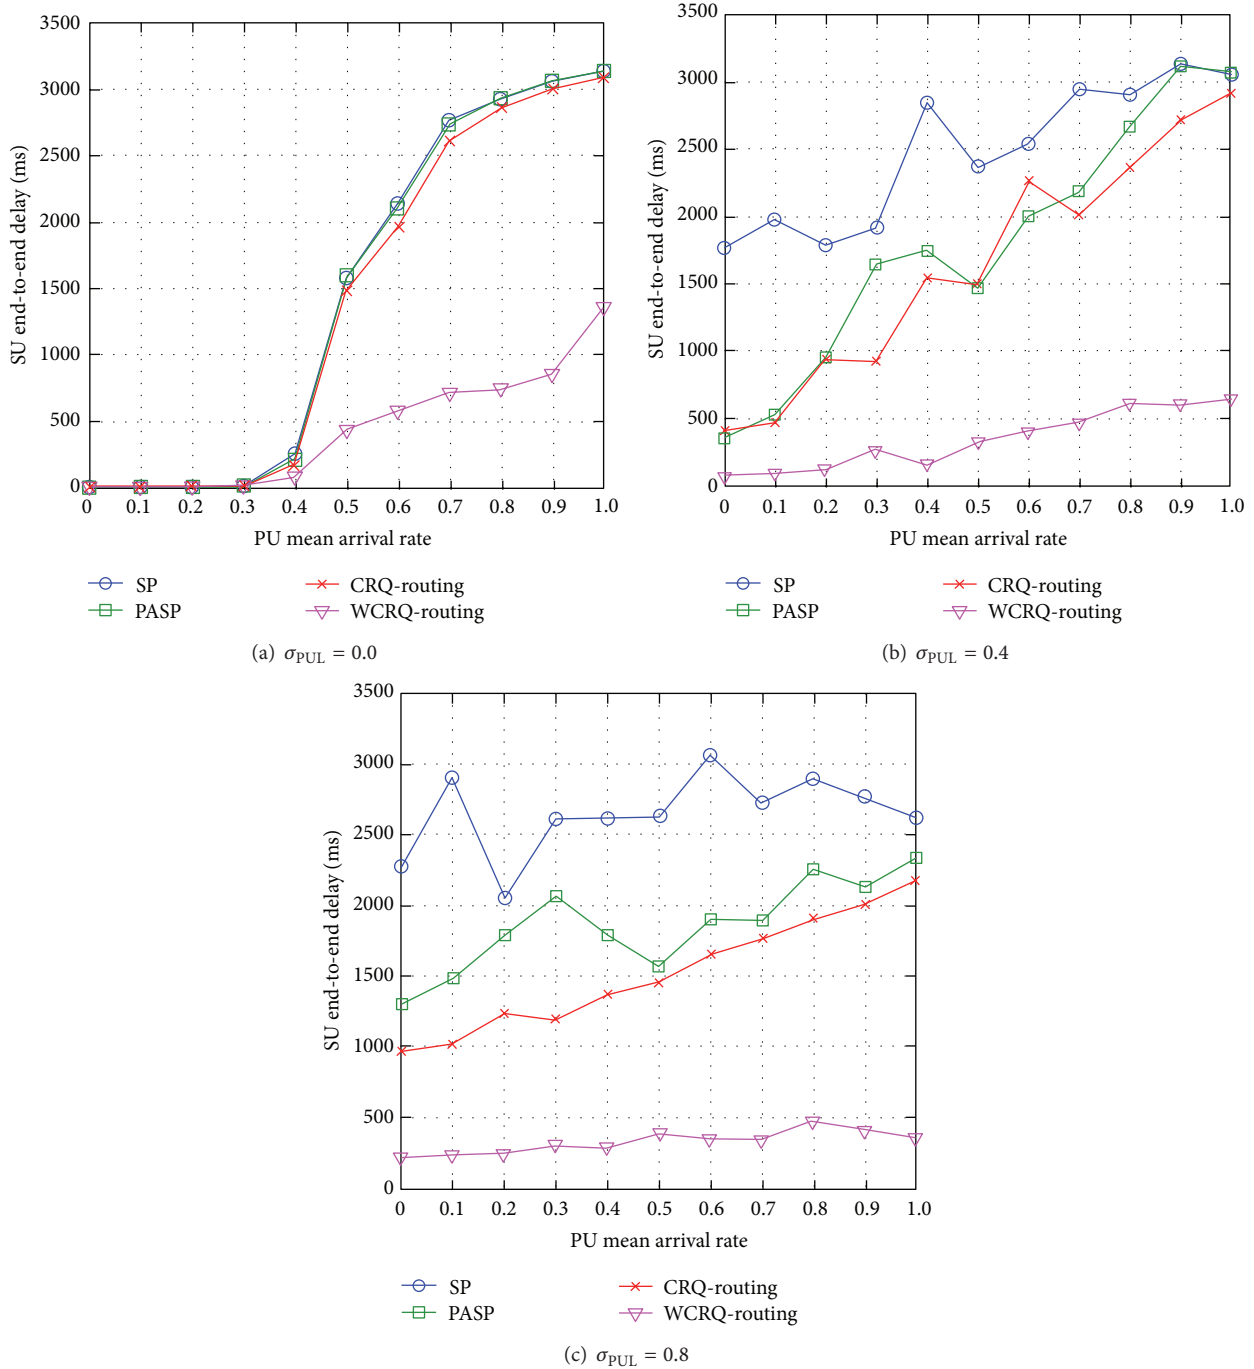 3500
3000
2500
2000
1500
1000
500
0
SU end-to-end delay (ms)
0 0.1 0.2 0.3 0.4 0.5 0.6 0.7 0.8 0.9 1.0
PU mean arrival rate
SP
PASP
CRQ-routing
WCRQ-routing
(a) σPUL = 0.0
3500
3000
2500
2000
1500
1000
500
0
SU end-to-end delay (ms)
0 0.1 0.2 0.3 0.4 0.5 0.6 0.7 0.8 0.9 1.0
PU mean arrival rate
SP
PASP
CRQ-routing
WCRQ-routing
(b) σPUL = 0.4
3500
3000
2500
2000
1500
1000
500
0
SU end-to-end delay (ms)
0 0.1 0.2 0.3 0.4 0.5 0.6 0.7 0.8 0.9 1.0
PU mean arrival rate
SP
PASP
CRQ-routing
WCRQ-routing
(c) σPUL = 0.8